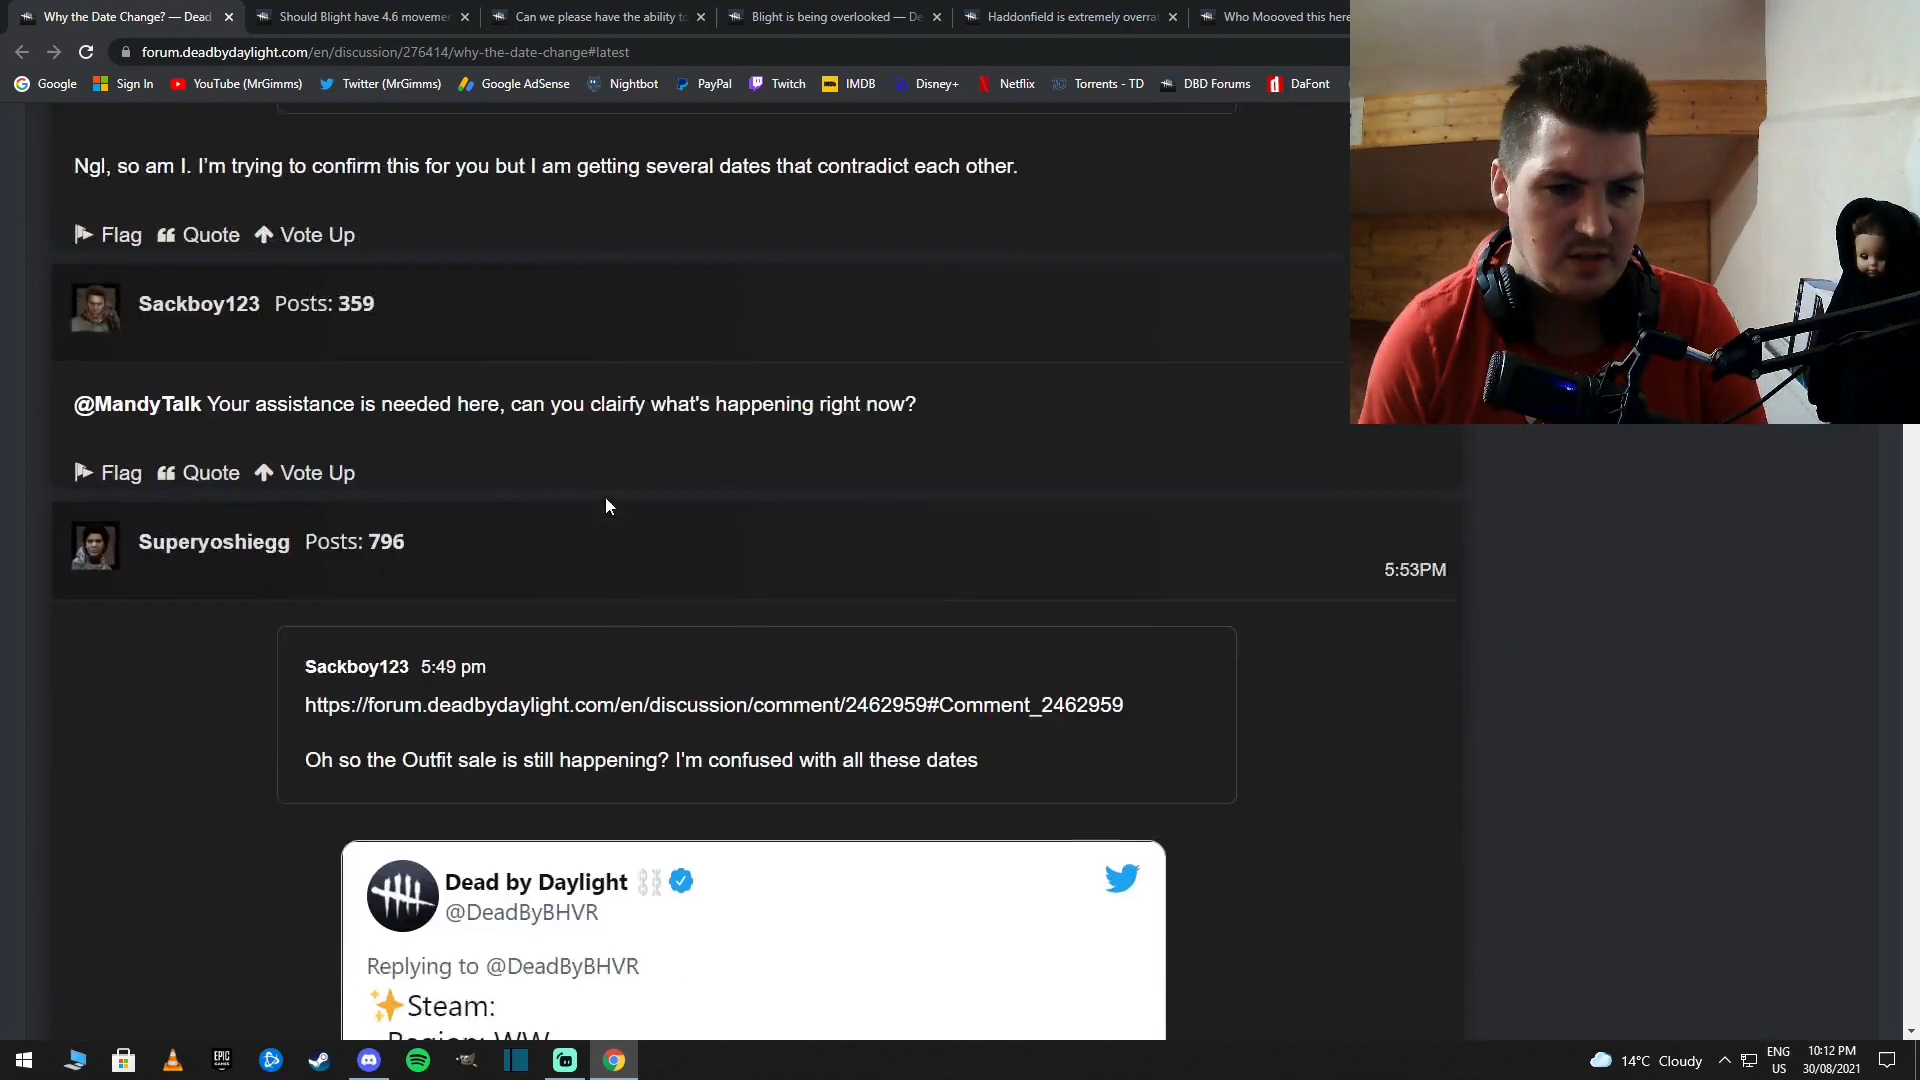 Why the Date Change? — Dead
Should Blight have 4.6 movemen
Can we please have the ability to
Blight is being overlooked — De
Haddonfield is extremely overra
Who Moooved this here
forum.deadbydaylight.com/en/discussion/276414/why-the-date-change#latest
Google
Sign In
YouTube (MrGimms)
Twitter (MrGimms)
Google AdSense
Nightbot
PayPal
Twitch
IMDB
Disney+
Netflix
Torrents - TD
DBD Forums
DaFont
Ngl, so am I. I'm trying to confirm this for you but I am getting several dates that contradict each other.
Flag Quote Vote Up
Sackboy123 Posts: 359
@MandyTalk Your assistance is needed here, can you clairfy what's happening right now?
Flag Quote Vote Up
Superyoshiegg Posts: 796
5:53PM
Sackboy123 5:49 pm
https://forum.deadbydaylight.com/en/discussion/comment/2462959#Comment_2462959
Oh so the Outfit sale is still happening? I'm confused with all these dates
Dead by Daylight
@DeadByBHVR
Replying to @DeadByBHVR
✨Steam:
Region: WW
EPIC GAMES
14°C Cloudy
ENG
US
10:12 PM
30/08/2021